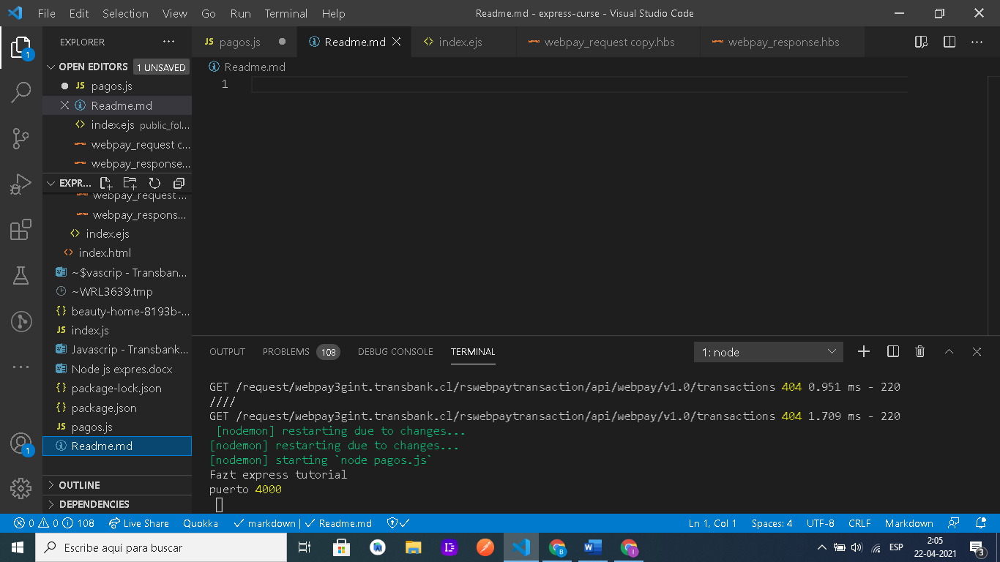 File Edit Selection View Go Run Terminal Help Readme.md - express-curse - Visual Studio Code
EXPLORER
JS pagos.js
Readme.md
index.ejs
webpay_request copy.hbs
webpay_response.hbs
OPEN EDITORS 1 UNSAVED
JS pagos.js
Readme.md
index.ejs public_fol...
webpay_request c...
webpay_response...
Readme.md
1
EXPR...
webpay_request ...
webpay_respons...
index.ejs
index.html
~$vascrip - Transban...
~WRL3639.tmp
beauty-home-8193b-...
JS index.js
Javascrip - Transbank...
Node js expres.docx
package-lock.json
package.json
JS pagos.js
Readme.md
OUTLINE
DEPENDENCIES
1
1
OUTPUT PROBLEMS 108 DEBUG CONSOLE TERMINAL 1: node
GET /request/webpay3gint.transbank.cl/rswebpaytransaction/api/webpay/v1.0/transactions 404 0.951 ms - 220
////
GET /request/webpay3gint.transbank.cl/rswebpaytransaction/api/webpay/v1.0/transactions 404 1.709 ms - 220
[nodemon] restarting due to changes...
[nodemon] restarting due to changes...
[nodemon] starting `node pagos.js`
Fazt express tutorial
puerto 4000
0 0 108 Live Share Quokka markdown | Readme.md Ln 1, Col 1 Spaces: 4 UTF-8 CRLF Markdown
Escribe aquí para buscar
ESP
2:05
22-04-2021
3